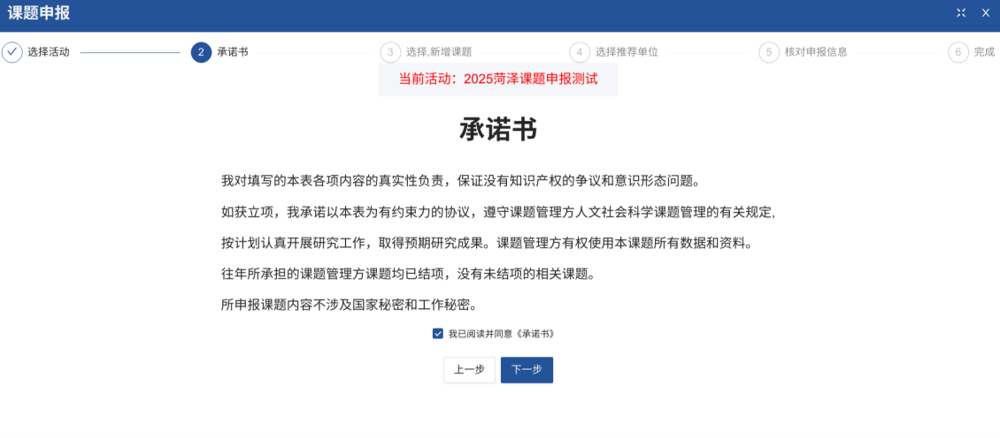 课题申报
X
选择活动
2 承诺书
3 选择,新增课题
4 选择推荐单位
5 核对申报信息
6 完成
当前活动：2025菏泽课题申报测试
承诺书
我对填写的本表各项内容的真实性负责，保证没有知识产权的争议和意识形态问题。
如获立项，我承诺以本表为有约束力的协议，遵守课题管理方人文社会科学课题管理的有关规定,
按计划认真开展研究工作，取得预期研究成果。课题管理方有权使用本课题所有数据和资料。
往年所承担的课题管理方课题均已结项，没有未结项的相关课题。
所申报课题内容不涉及国家秘密和工作秘密。
我已阅读并同意《承诺书》
上一步
下一步